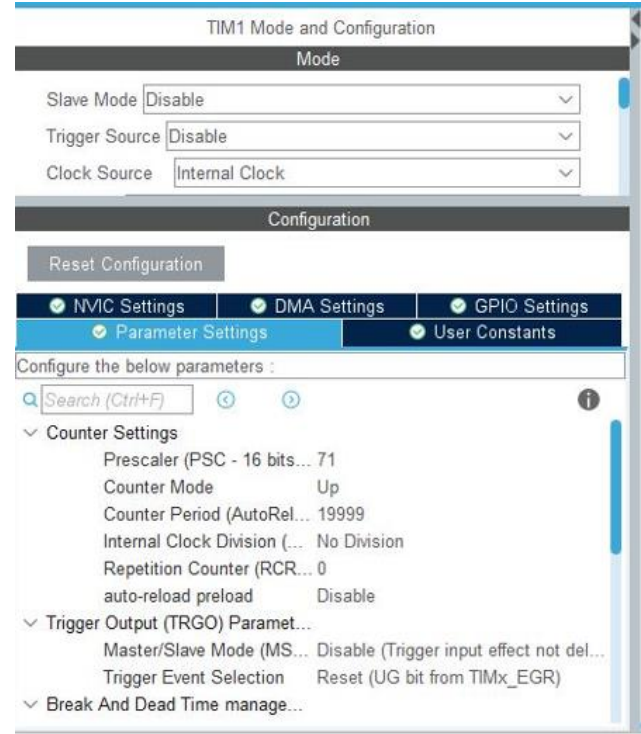 TIM1 Mode and Configuration
Mode
Slave Mode Disable
Trigger Source Disable
Clock Source Internal Clock
Configuration
Reset Configuration
NVIC Settings DMA Settings GPIO Settings
Parameter Settings User Constants
Configure the below parameters :
Search (Ctrl+F)
Counter Settings
Prescaler (PSC - 16 bits... 71
Counter Mode Up
Counter Period (AutoRel... 19999
Internal Clock Division (... No Division
Repetition Counter (RCR... 0
auto-reload preload Disable
Trigger Output (TRGO) Paramet...
Master/Slave Mode (MS... Disable (Trigger input effect not del...
Trigger Event Selection Reset (UG bit from TIMx_EGR)
Break And Dead Time manage...